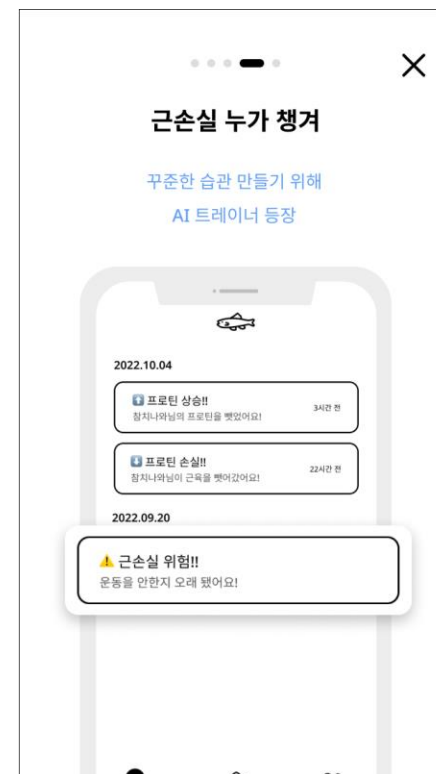 근손실 누가 챙겨
꾸준한 습관 만들기 위해
AI 트레이너 등장
2022.10.04
프로틴 상승!!
참치나와님의 프로틴을 뺏었어요!
3시간 전
프로틴 손실!!
참치나와님이 근육을 뺏어갔어요!
22시간 전
2022.09.20
근손실 위험!!
운동을 안한지 오래 됐어요!